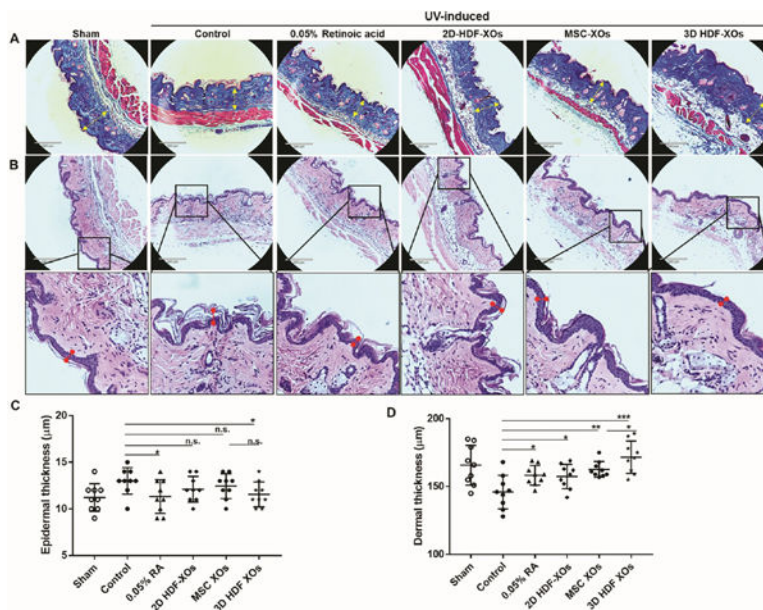 UV-induced
A Sham Control 0.05% Retinoic acid 2D-HDF-XOs MSC-XOs 3D HDF-XOs
B
C
20
15
10
5
Epidermal thickness (µm)
*
n.s.
n.s.
* n.s.
Sham
Control
0.05% RA
2D HDF-XOs
MSC XOs
3D HDF XOs
D
200
150
100
Dermal thickness (µm)
***
** *
*
*
Sham
Control
0.05% RA
2D HDF-XOs
MSC XOs
3D HDF XOs